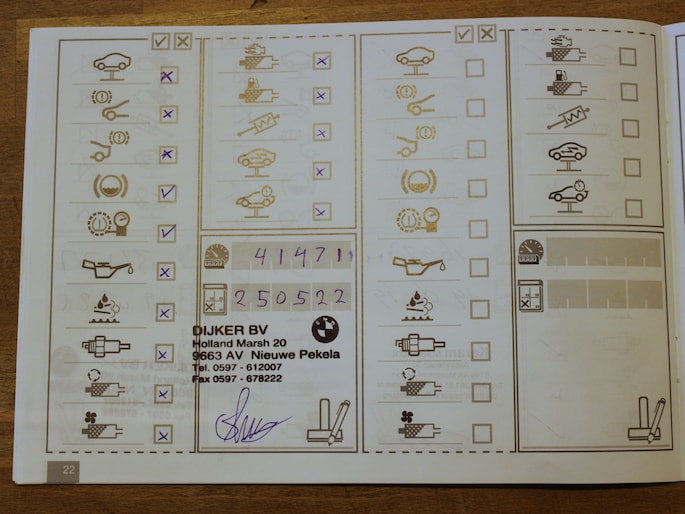 41471
250522
DIJKER BV
Holland Marsh 20
9663 AV Nieuwe Pekela
Tel. 0597 - 612007
Fax 0597 - 678222
22